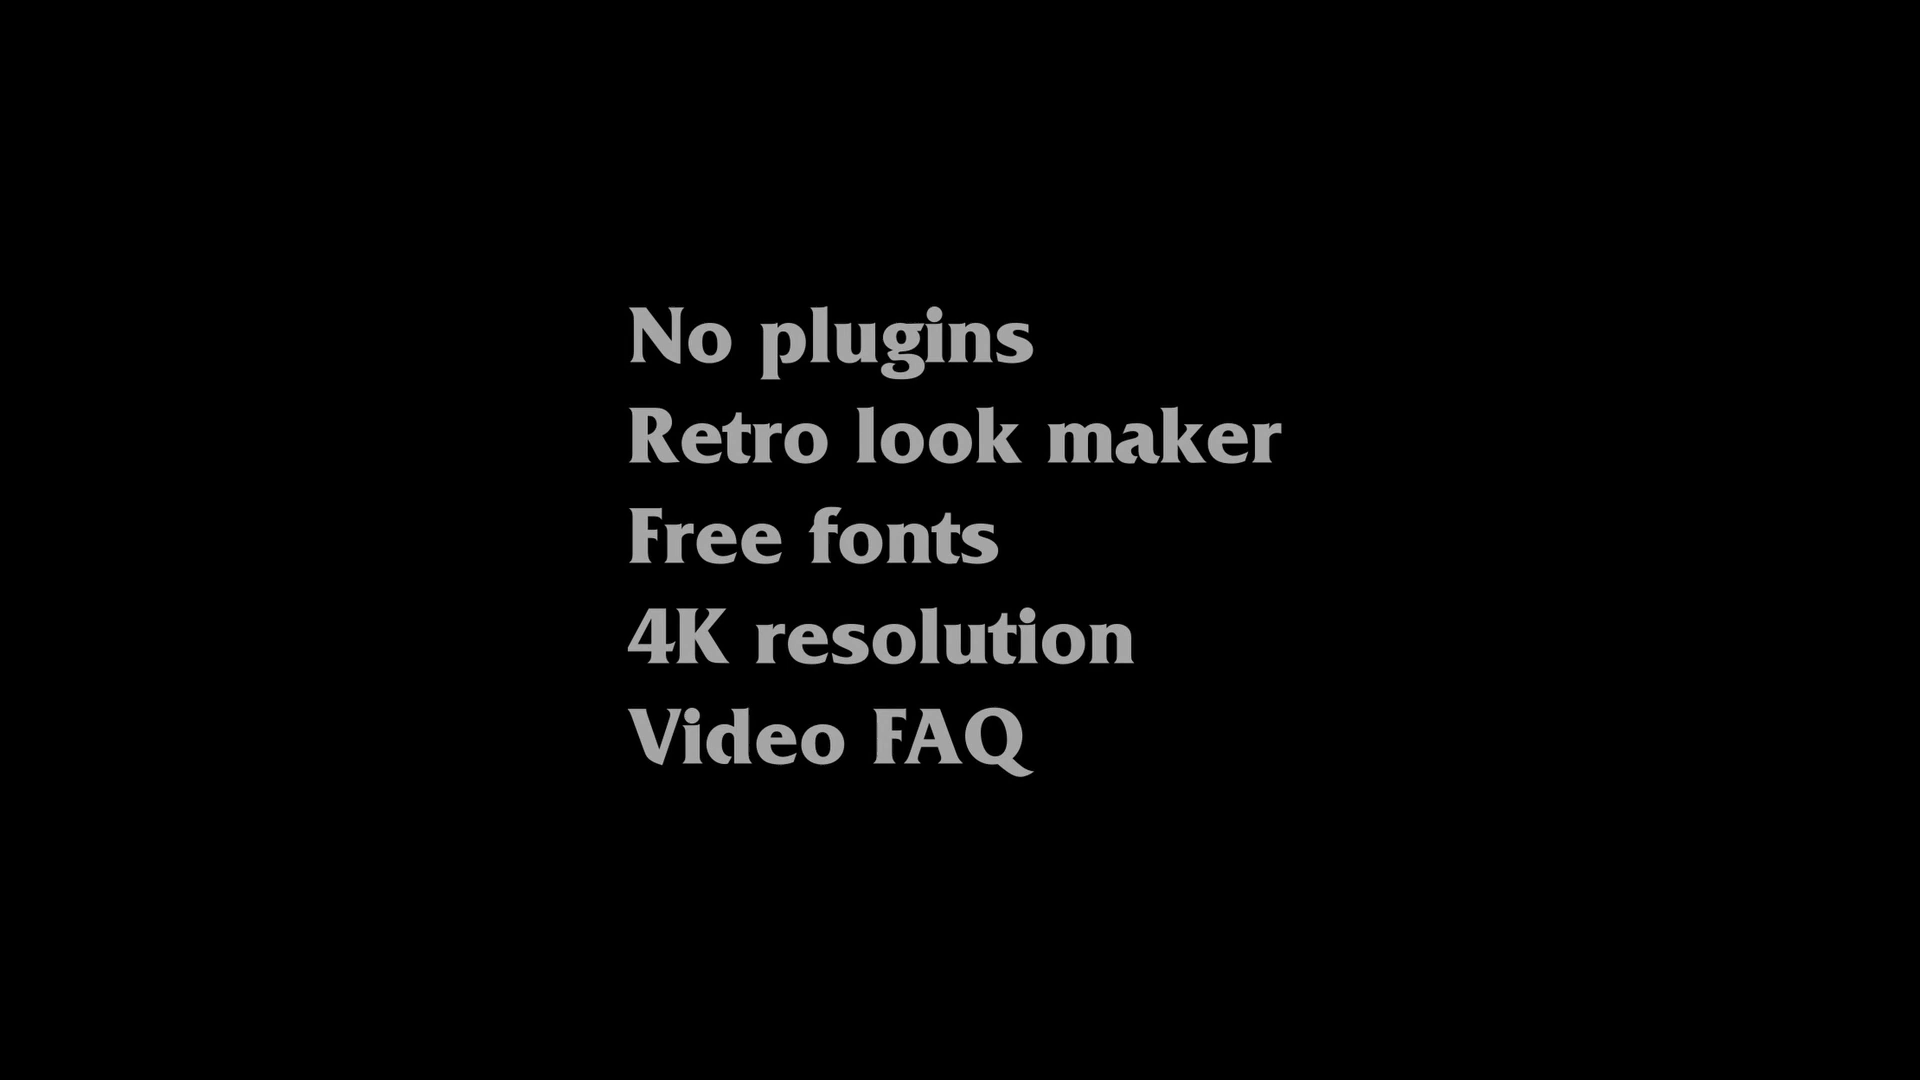 No plugins
Retro look maker
Free fonts
4K resolution
Video FAQ